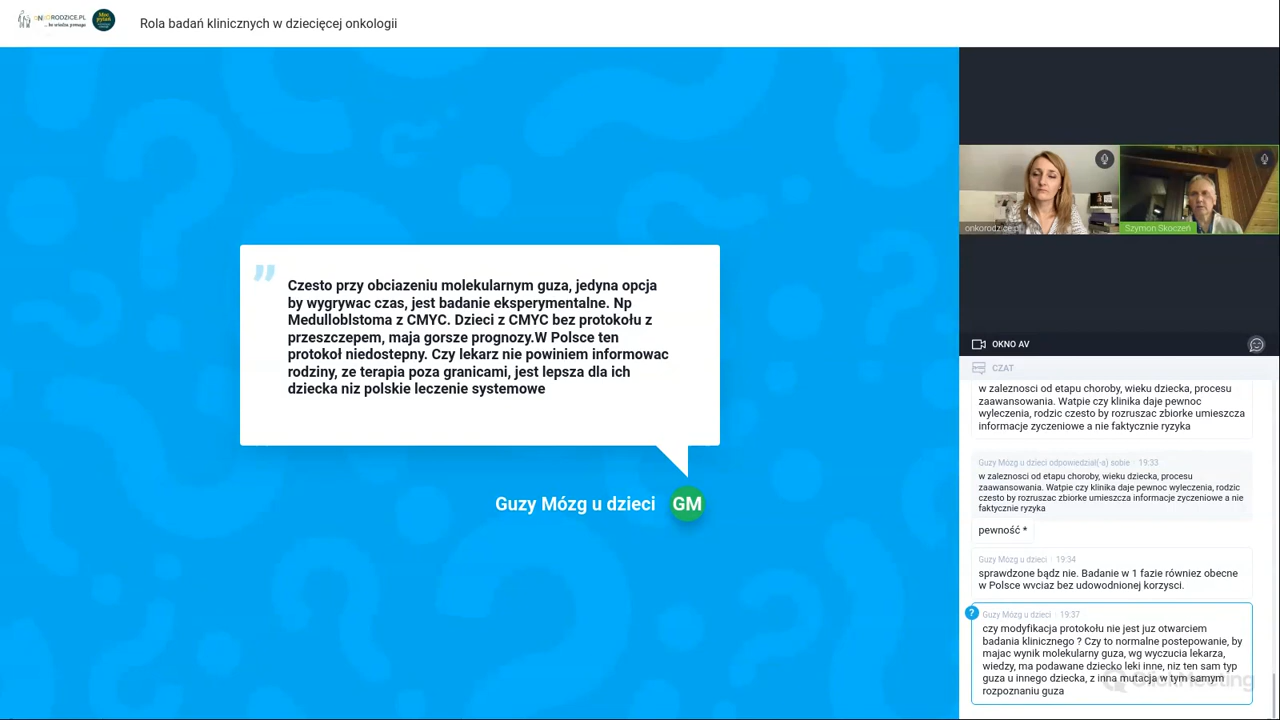 ONKORODZICE.PL
Rola badań klinicznych w dziecięcej onkologii
Czesto przy obciazeniu molekularnym guza, jedyna opcja
by wygrywac czas, jest badanie eksperymentalne. Np
Medulloblstoma z CMYC. Dzieci z CMYC bez protokołu z
przeszczepem, maja gorsze prognozy.W Polsce ten
protokoł niedostepny. Czy lekarz nie powiniem informowac
rodziny, ze terapia poza granicami, jest lepsza dla ich
dziecka niz polskie leczenie systemowe
Guzy Mózg u dzieci GM
onkorodzice.pl
Szymon Skoczeń
OKNO AV
CZAT
w zaleznosci od etapu choroby, wieku dziecka, procesu
zaawansowania. Watpie czy klinika daje pewnoc
wyleczenia, rodzic czesto by rozruszac zbiorke umieszcza
informacje zyczeniowe a nie faktycznie ryzyka
Guzy Mózg u dzieci odpowiedział(-a) sobie 19:33
w zaleznosci od etapu choroby, wieku dziecka, procesu
zaawansowania. Watpie czy klinika daje pewnoc wyleczenia, rodzic
czesto by rozruszac zbiorke umieszcza informacje zyczeniowe a nie
faktycznie ryzyka
pewność *
Guzy Mózg u dzieci 19:34
sprawdzone bądz nie. Badanie w 1 fazie równiez obecne
w Polsce wvciaz bez udowodnionej korzysci.
?
Guzy Mózg u dzieci 19:37
czy modyfikacja protokołu nie jest juz otwarciem
badania klinicznego ? Czy to normalne postepowanie, by
majac wynik molekularny guza, wg wyczucia lekarza,
wiedzy, ma podawane dziecko leki inne, niz ten sam typ
guza u innego dziecka, z inna mutacja w tym samym
rozpoznaniu guza
ClickMeeting